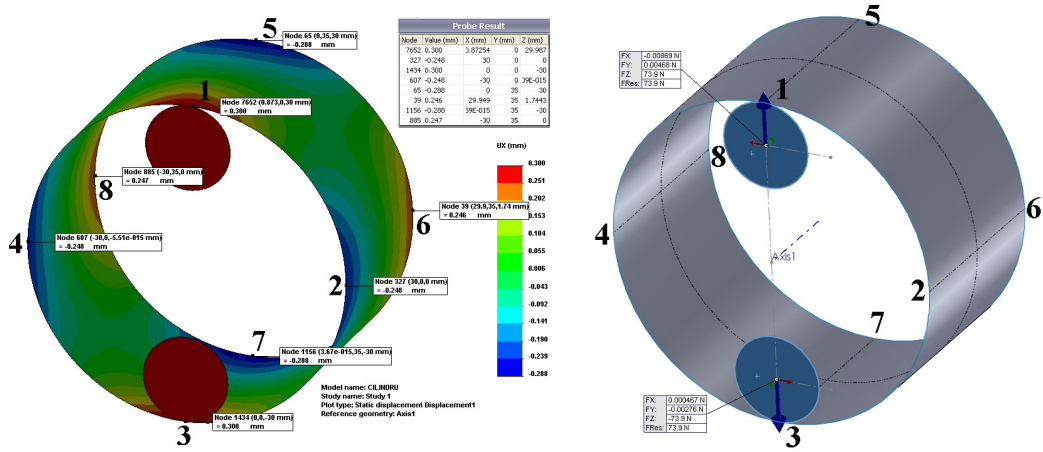 5
Node 65 (0,35,30 mm)
= -0.288 mm
Probe Result
Node Value (mm) X (mm) Y (mm) Z (mm)
7652 0.300 0.87254 0 29.987
327 -0.248 30 0 0
1434 0.300 0 0 -30
607 -0.248 -30 0 09E-015
65 -0.288 0 35 30
39 0.246 29.949 35 1.7443
1156 -0.288 39E-015 35 -30
885 0.247 -30 35 0
1
Node 7652 (0.873,0,30 mm)
= 0.300 mm
UX (mm)
0.300
0.251
0.202
0.153
0.104
0.055
0.006
-0.043
-0.092
-0.141
-0.190
-0.239
-0.288
Node 885 (-30,35,0 mm)
= 0.247 mm
8
Node 39 (29.9,35,1.74 mm)
= 0.246 mm
6
4
Node 607 (-30,0,-5.51e-015 mm)
= -0.248 mm
2
Node 327 (30,0,0 mm)
= -0.248 mm
7
Node 1156 (3.67e-015,35,-30 mm)
= -0.288 mm
Model name: CILINDRU
Study name: Study 1
Plot type: Static displacement Displacement1
Reference geometry: Axis1
Node 1434 (0,0,-30 mm)
= 0.300 mm
3
5
FX: -0.00869 N
FY: 0.00468 N
FZ: 73.9 N
FRes: 73.9 N
1
8
6
4
Axis1
2
7
FX: 0.000467 N
FY: -0.00276 N
FZ: -73.9 N
FRes: 73.9 N
3